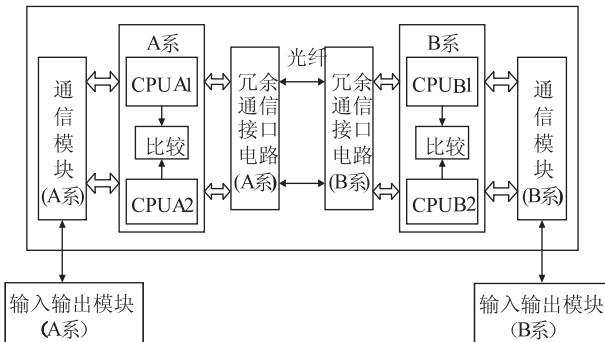 通
信
模
块
(A系)
A系
CPUA1
比较
CPUA2
冗余
通信
接口
电路
(A系)
光纤
冗余
通信
接口
电路
(B系)
B系
CPUB1
比较
CPUB2
通
信
模
块
(B系)
输入输出模块
(A系)
输入输出模块
(B系)